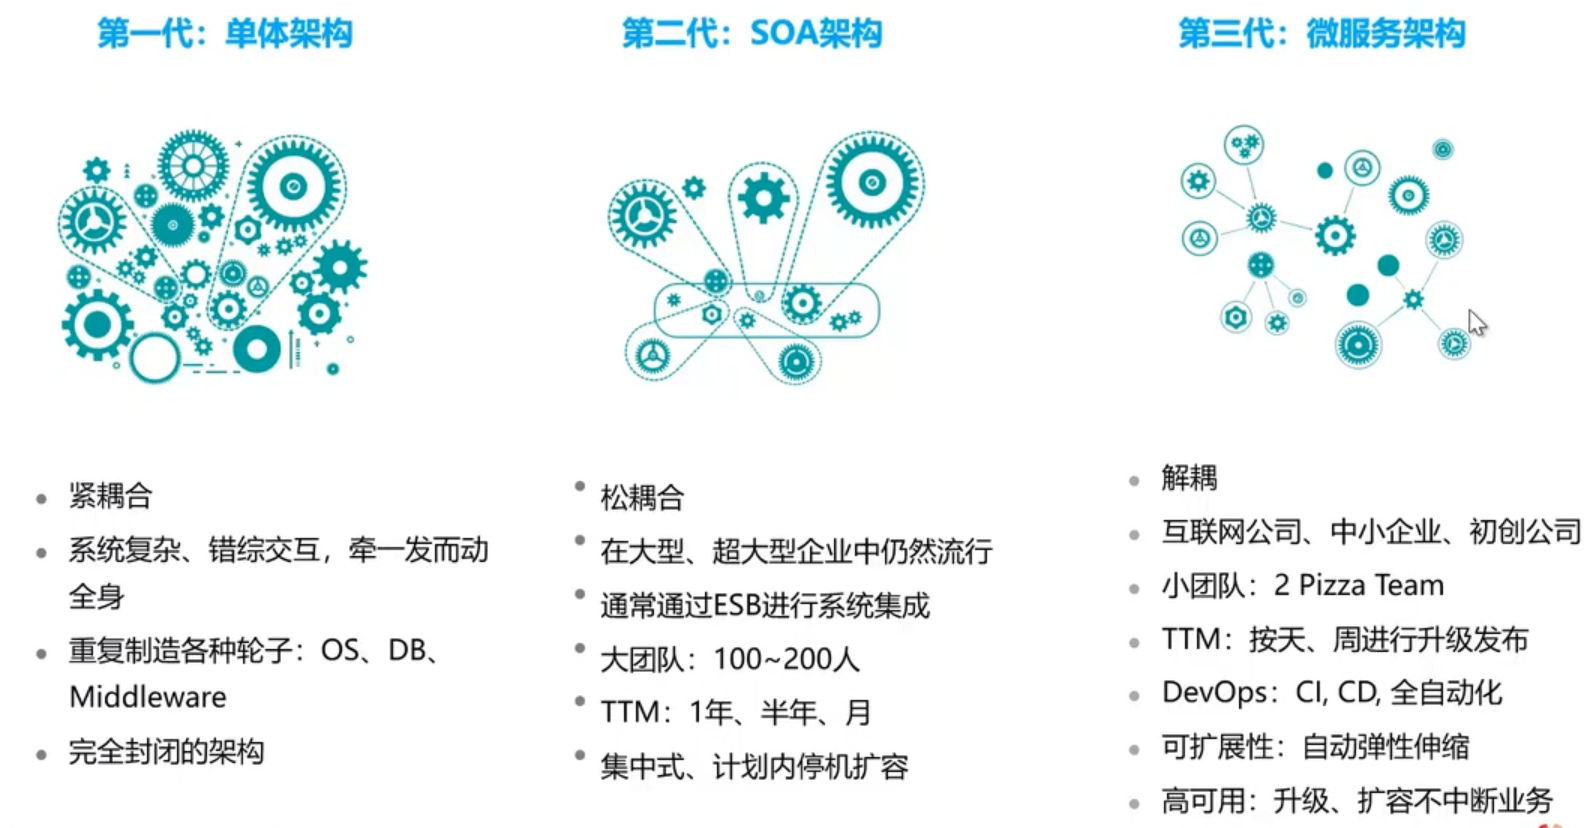 第一代：单体架构
紧耦合
系统复杂、错综交互，牵一发而动
全身
重复制造各种轮子：OS、DB、
Middleware
完全封闭的架构
第二代：SOA架构
松耦合
在大型、超大型企业中仍然流行
通常通过ESB进行系统集成
大团队：100~200人
TTM：1年、半年、月
集中式、计划内停机扩容
第三代：微服务架构
解耦
互联网公司、中小企业、初创公司
小团队：2 Pizza Team
TTM：按天、周进行升级发布
DevOps：CI, CD, 全自动化
可扩展性：自动弹性伸缩
高可用：升级、扩容不中断业务